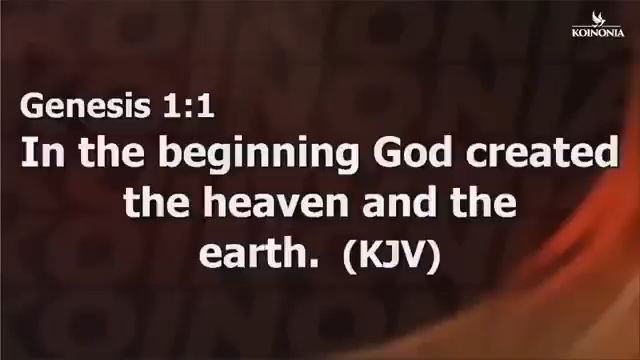 KOINONIA
Genesis 1:1
In the beginning God created
the heaven and the
earth. (KJV)